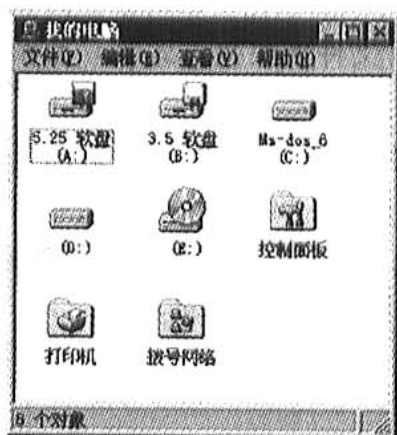 我的电脑
文件(F) 编辑(E) 查看(V) 帮助(H)
5.25 软盘 (A:)
3.5 软盘 (B:)
Ms-dos_6 (C:)
(D:)
(E:)
控制面板
打印机
拨号网络
8 个对象